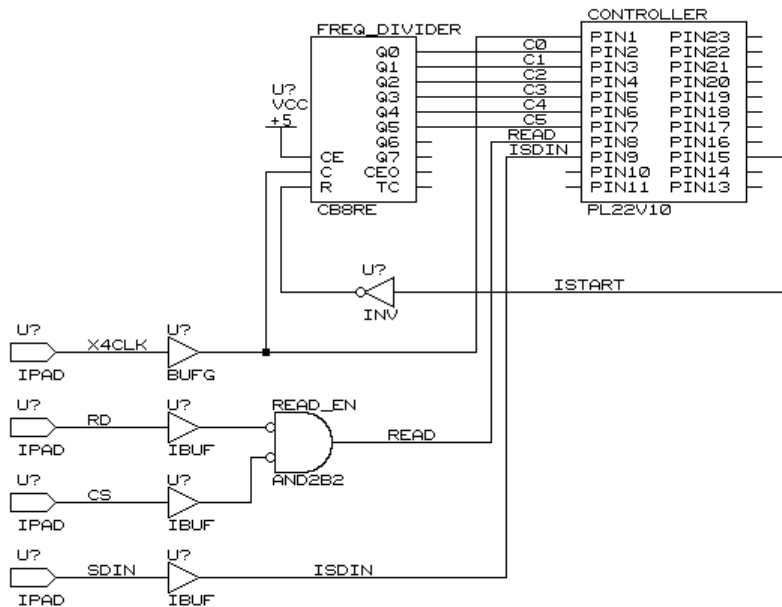 CONTROLLER
FREQ_DIVIDER
PIN1 PIN23
Q0 C0 PIN2 PIN22
Q1 C1 PIN3 PIN21
Q2 C2 PIN4 PIN20
U? Q3 C3 PIN5 PIN19
VCC Q4 C4 PIN6 PIN18
+5 Q5 C5 PIN7 PIN17
Q6 READ PIN8 PIN16
CE Q7 ISDIN PIN9 PIN15
C CEO PIN10 PIN14
R TC PIN11 PIN13
CB8RE PL22V10
U?
ISTART
INV
U? U?
X4CLK
IPAD BUFG
U? U? READ_EN
RD
READ
IPAD IBUF
U? U? AND2B2
CS
IPAD IBUF
U? U?
SDIN ISDIN
IPAD IBUF